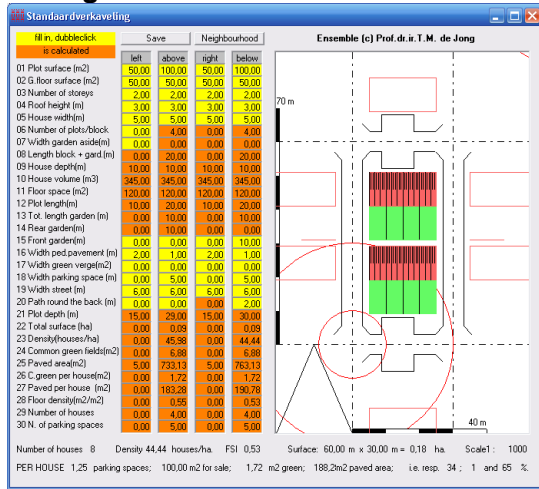 Standaardverkaveling
fill in, dubbleclick Save Neighbourhood Ensemble (c) Prof.dr.ir.T.M. de Jong
is calculated
left above right below
01 Plot surface (m2) 50,00 100,00 50,00 100,00
02 G.floor surface (m2) 50,00 50,00 50,00 50,00
03 Number of storeys 2,00 2,00 2,00 2,00
04 Roof height (m) 3,00 3,00 3,00 3,00
05 House width(m) 5,00 5,00 5,00 5,00
06 Number of plots/block 0,00 4,00 0,00 4,00
07 Width garden aside(m) 0,00 0,00 0,00 0,00
08 Length block + gard.(m) 0,00 20,00 0,00 20,00
09 House depth(m) 10,00 10,00 10,00 10,00
10 House volume (m3) 345,00 345,00 345,00 345,00
11 Floor space (m2) 120,00 120,00 120,00 120,00
12 Plot length(m) 10,00 20,00 10,00 20,00
13 Tot. length garden (m) 0,00 10,00 0,00 10,00
14 Rear garden(m) 0,00 10,00 0,00 10,00
15 Front garden(m) 0,00 0,00 0,00 10,00
16 Width ped.pavement (m) 2,00 1,00 2,00 1,00
17 Width green verge(m2) 0,00 0,00 0,00 0,00
18 Width parking space (m) 0,00 5,00 0,00 5,00
19 Width street (m) 6,00 6,00 6,00 6,00
20 Path round the back (m) 0,00 0,00 0,00 2,00
21 Plot depth (m) 15,00 29,00 15,00 30,00
22 Total surface (ha) 0,00 0,09 0,00 0,09
23 Density(houses/ha) 0,00 45,98 0,00 44,44
24 Common green fields(m2) 0,00 6,88 0,00 6,88
25 Paved area(m2) 5,00 733,13 5,00 763,13
26 C.green per house(m2) 0,00 1,72 0,00 1,72
27 Paved per house (m2) 0,00 183,28 0,00 190,78
28 Floor density(m2/m2) 0,00 0,55 0,00 0,53
29 Number of houses 0,00 4,00 0,00 4,00
30 N. of parking spaces 0,00 5,00 0,00 5,00
70 m
40 m
Number of houses 8 Density 44,44 houses/ha. FSI 0,53 Surface: 60,00 m x 30,00 m = 0,18 ha. Scale1 : 1000
PER HOUSE 1,25 parking spaces; 100,00 m2 for sale; 1,72 m2 green; 188,2m2 paved area; i.e. resp. 34 ; 1 and 65 %.